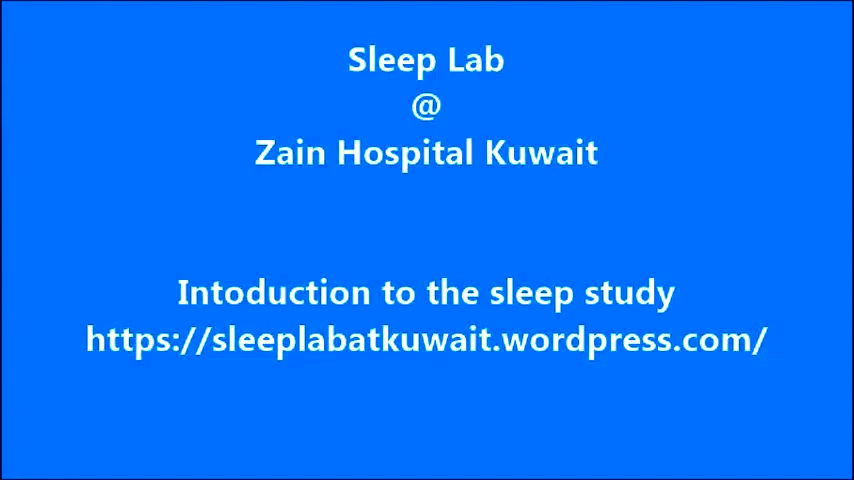 Sleep Lab
@
Zain Hospital Kuwait
Intoduction to the sleep study
https://sleeplabatkuwait.wordpress.com/